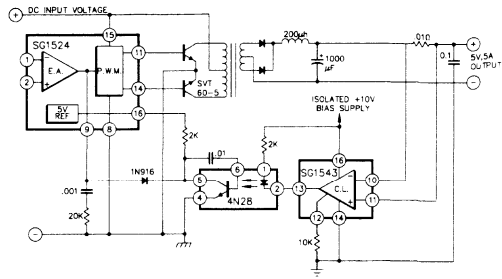 DC INPUT VOLTAGE
15
SG1524
11
200μh
.010
1
2
E.A.
P.W.M.
SVT
60-5
1000
μF
0.1
5V,5A
OUTPUT
14
5V
REF
16
ISOLATED +10V
BIAS SUPPLY
9
8
2K
2K
.01
6
1
16
SG1543
1N916
5
2
13
C.L.
10
11
.001
4
4N28
12
14
20K
10K